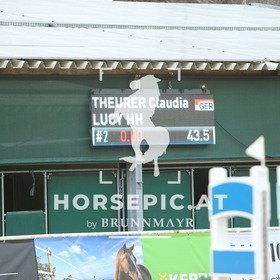 THEURER Claudia GER
LUCY HH
#2 0.00 43.5
HORSEPIC.AT
by BRUNNMAYR